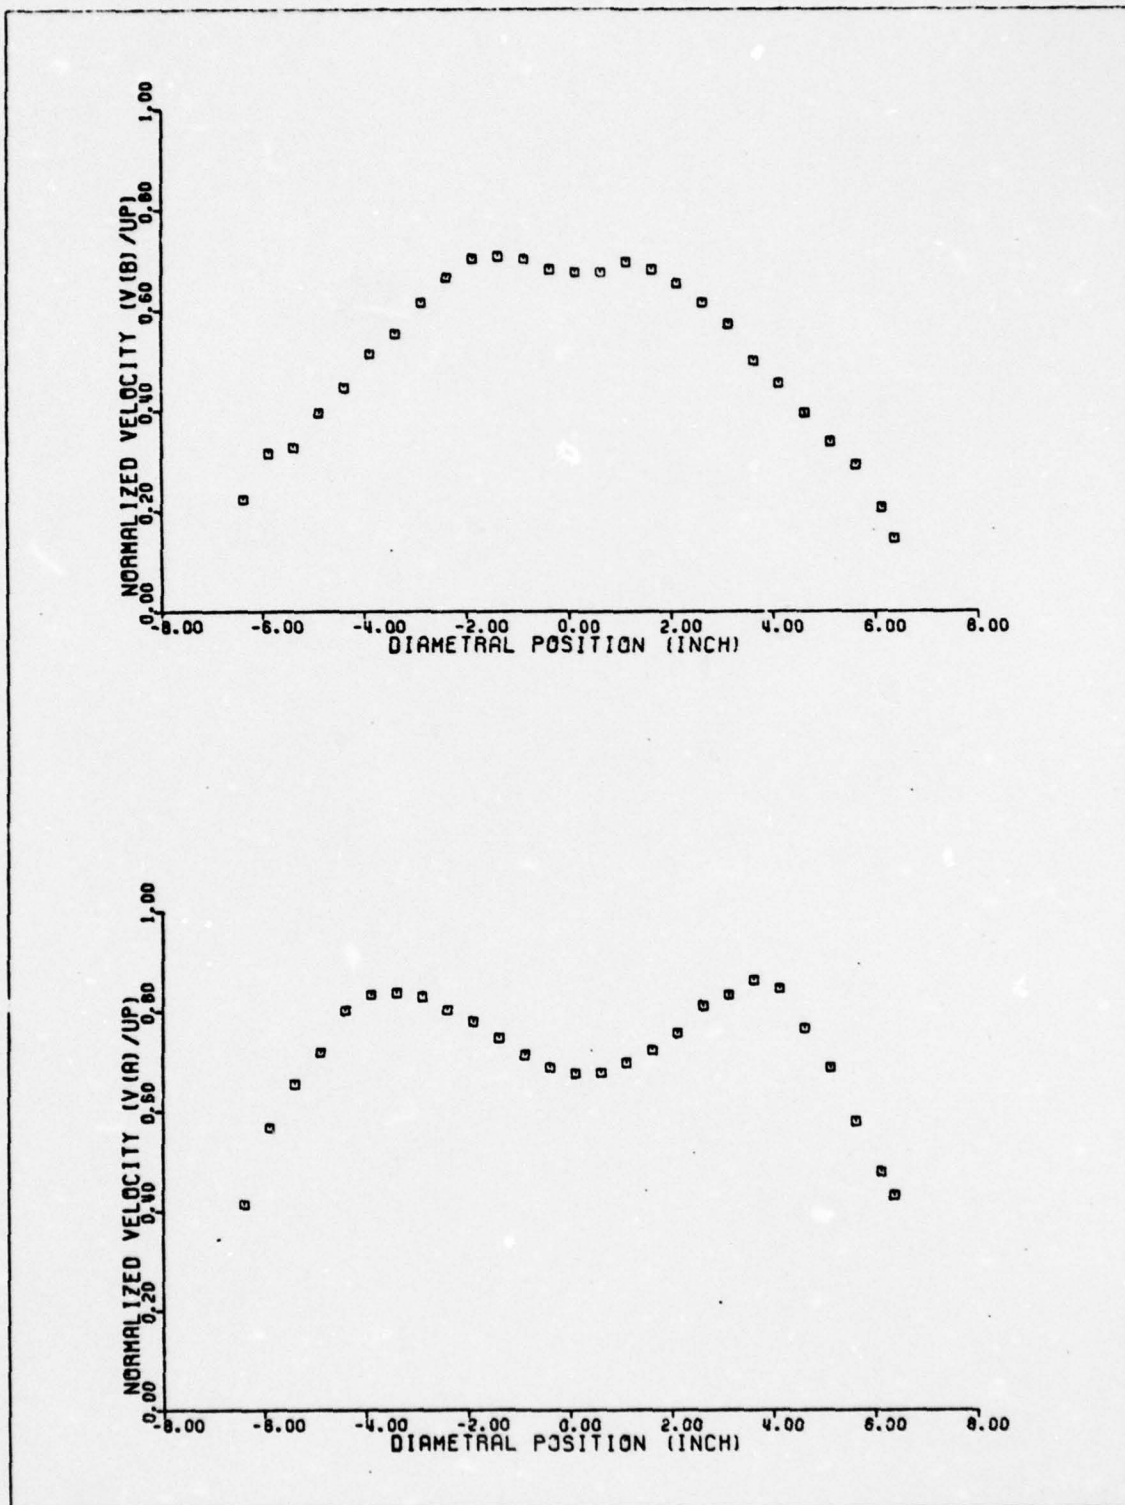 NORMALIZED VELOCITY (V(B)/UP)
1.00
0.80
0.60
0.40
0.20
0.00
-8.00 -6.00 -4.00 -2.00 0.00 2.00 4.00 6.00 8.00
DIAMETRAL POSITION (INCH)
NORMALIZED VELOCITY (V(A)/UP)
1.00
0.80
0.60
0.40
0.20
0.00
-8.00 -6.00 -4.00 -2.00 0.00 2.00 4.00 6.00 8.00
DIAMETRAL POSITION (INCH)